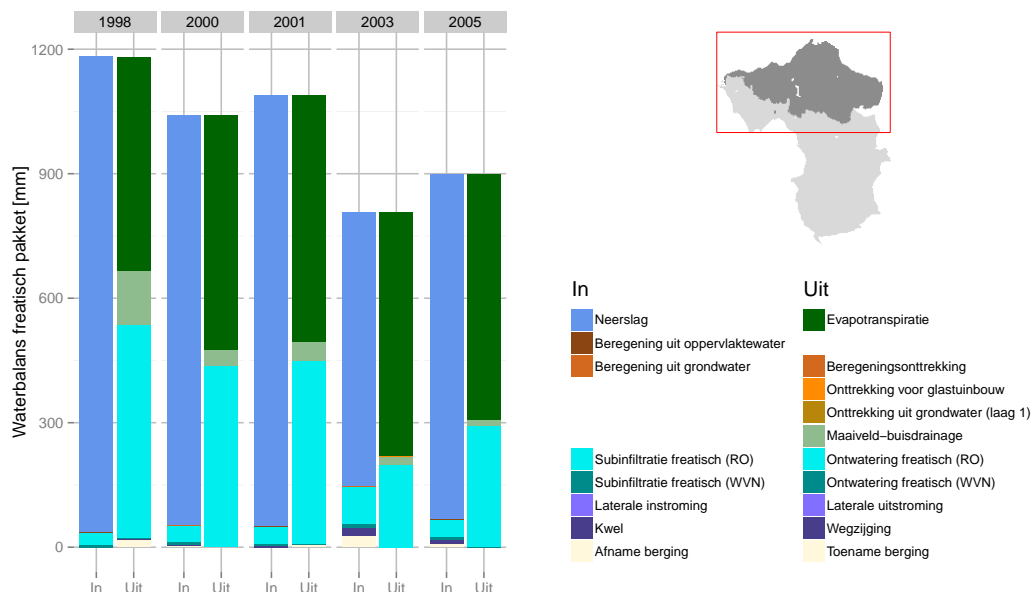 1998 2000 2001 2003 2005
Waterbalans freatisch pakket [mm]
1200
900
600
300
0
In Uit In Uit In Uit In Uit In Uit
In
Neerslag
Beregening uit oppervlaktewater
Beregening uit grondwater
Subinfiltratie freatisch (RO)
Subinfiltratie freatisch (WVN)
Laterale instroming
Kwel
Afname berging
Uit
Evapotranspiratie
Beregeningsonttrekking
Onttrekking voor glastuinbouw
Onttrekking uit grondwater (laag 1)
Maaiveld−buisdrainage
Ontwatering freatisch (RO)
Ontwatering freatisch (WVN)
Laterale uitstroming
Wegzijging
Toename berging